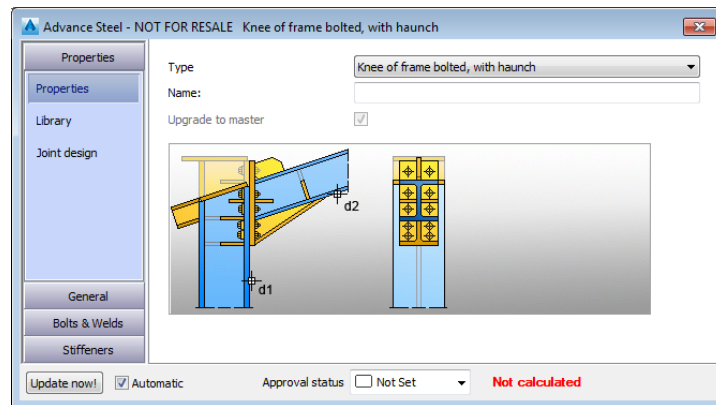 Advance Steel - NOT FOR RESALE Knee of frame bolted, with haunch
Properties
Properties
Library
Joint design
General
Bolts & Welds
Stiffeners
Type
Knee of frame bolted, with haunch
Name:
Upgrade to master
d2
d1
Update now!
Automatic
Approval status
Not Set
Not calculated